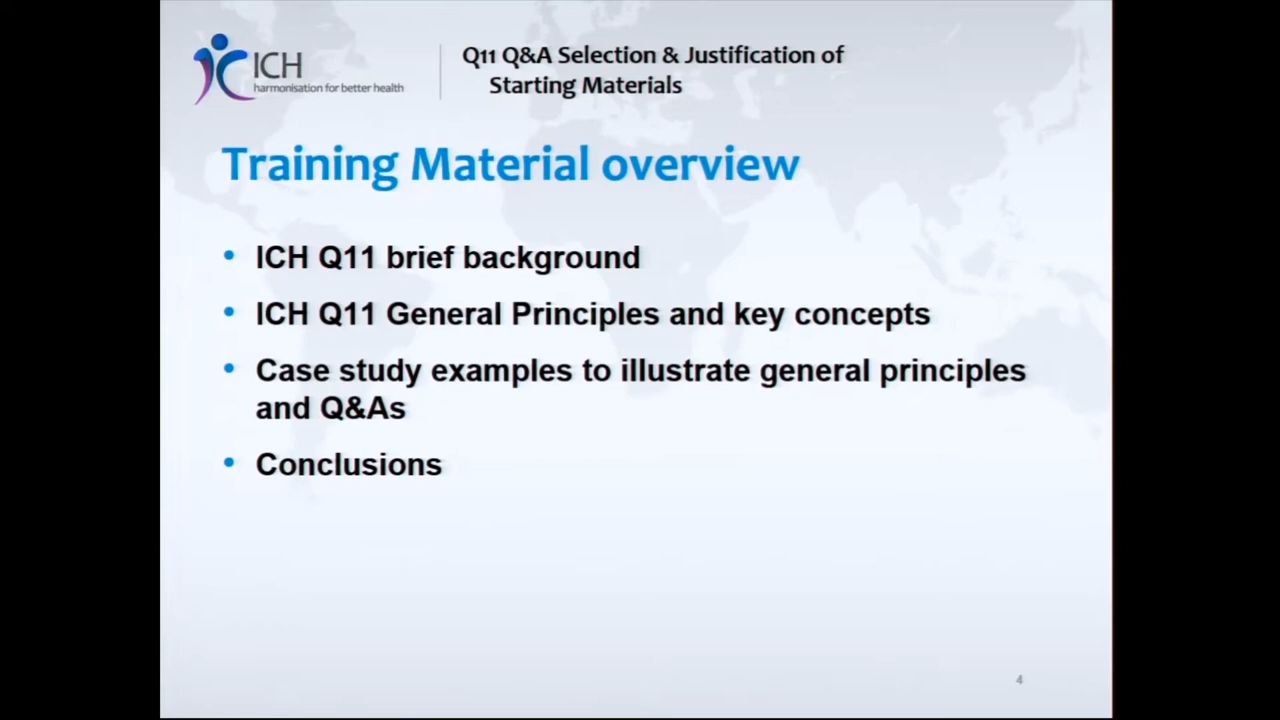 ICH
harmonisation for better health
Q11 Q&A Selection & Justification of
Starting Materials
Training Material overview
• ICH Q11 brief background
• ICH Q11 General Principles and key concepts
• Case study examples to illustrate general principles
and Q&As
• Conclusions
4